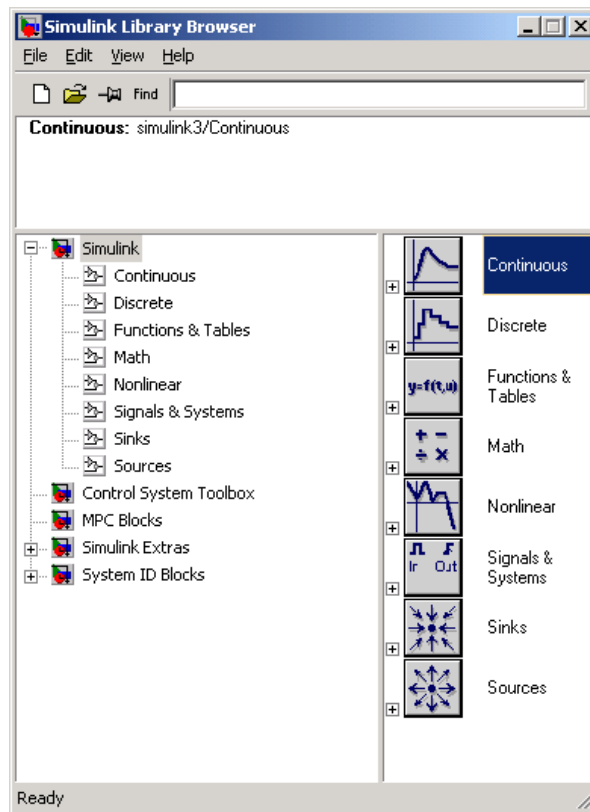 Simulink Library Browser
File Edit View Help
Find
Continuous: simulink3/Continuous
Simulink
Continuous
Discrete
Functions & Tables
Math
Nonlinear
Signals & Systems
Sinks
Sources
Control System Toolbox
MPC Blocks
Simulink Extras
System ID Blocks
Continuous
Discrete
y=f(t,u)
Functions &
Tables
+ −
÷ ×
Math
Nonlinear
In Out
Signals &
Systems
Sinks
Sources
Ready